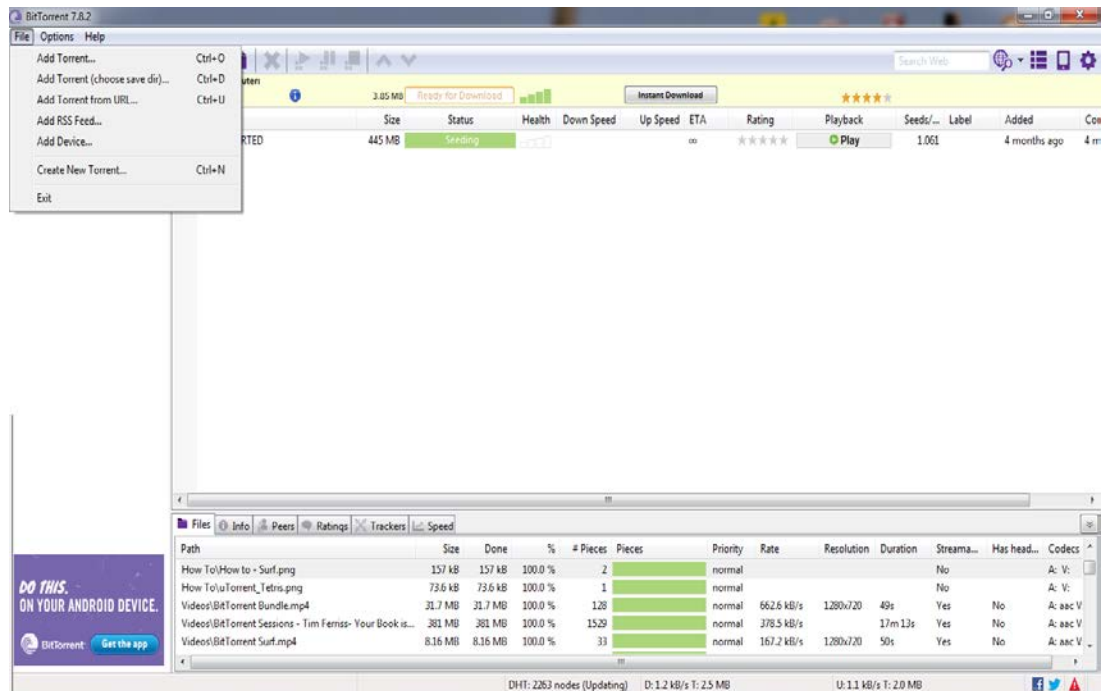 BitTorrent 7.8.2
File Options Help
Add Torrent... Ctrl+O
Add Torrent (choose save dir)... Ctrl+D
Add Torrent from URL... Ctrl+U
Add RSS Feed...
Add Device...
Create New Torrent... Ctrl+N
Exit
Search Web
3.05 MB Ready for Download Instant Download
Size Status Health Down Speed Up Speed ETA Rating Playback Seeds/... Label Added
RTED 445 MB Seeding ∞ Play 1.061 4 months ago 4 m
Files Info Peers Ratings Trackers Speed
Path Size Done % # Pieces Pieces Priority Rate Resolution Duration Streama... Has head... Codecs
How To\How to - Surf.png 157 kB 157 kB 100.0 % 2 normal No A: V:
How To\uTorrent_Tetris.png 73.6 kB 73.6 kB 100.0 % 1 normal No A: V:
Videos\BitTorrent Bundle.mp4 31.7 MB 31.7 MB 100.0 % 128 normal 662.6 kB/s 1280x720 49s Yes No A: aac V
Videos\BitTorrent Sessions - Tim Ferriss- Your Book is... 381 MB 381 MB 100.0 % 1529 normal 378.5 kB/s 17m 13s Yes No A: aac V
Videos\BitTorrent Surf.mp4 8.16 MB 8.16 MB 100.0 % 33 normal 167.2 kB/s 1280x720 50s Yes No A: aac V
DO THIS.
ON YOUR ANDROID DEVICE.
BitTorrent Get the app
DHT: 2263 nodes (Updating) D: 1.2 kB/s T: 2.5 MB U: 1.1 kB/s T: 2.0 MB